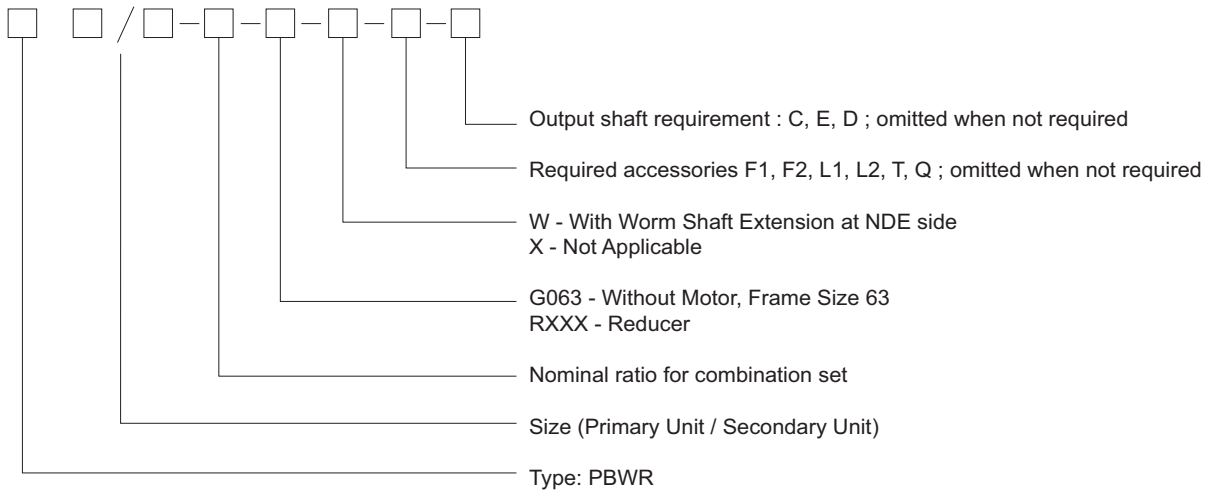 Output shaft requirement : C, E, D ; omitted when not required
Required accessories F1, F2, L1, L2, T, Q ; omitted when not required
W - With Worm Shaft Extension at NDE side
X - Not Applicable
G063 - Without Motor, Frame Size 63
RXXX - Reducer
Nominal ratio for combination set
Size (Primary Unit / Secondary Unit)
Type: PBWR